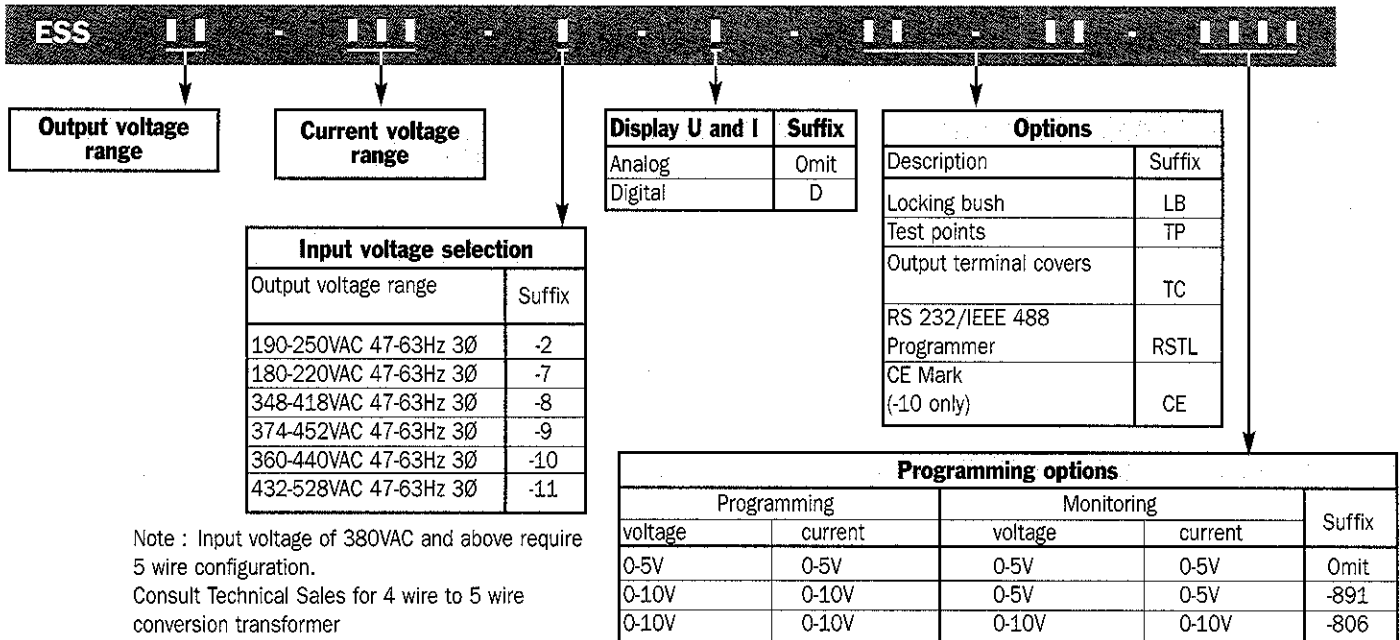 ESS - - - - - -
Output voltage
range
Current voltage
range
Display U and I Suffix
Analog Omit
Digital D
Options
Description Suffix
Locking bush LB
Test points TP
Output terminal covers
TC
RS 232/IEEE 488
Programmer RSTL
CE Mark
(-10 only) CE
Input voltage selection
Output voltage range Suffix
190-250VAC 47-63Hz 3Ø -2
180-220VAC 47-63Hz 3Ø -7
348-418VAC 47-63Hz 3Ø -8
374-452VAC 47-63Hz 3Ø -9
360-440VAC 47-63Hz 3Ø -10
432-528VAC 47-63Hz 3Ø -11
Note : Input voltage of 380VAC and above require
5 wire configuration.
Consult Technical Sales for 4 wire to 5 wire
conversion transformer
Programming options
Programming Monitoring Suffix
voltage current voltage current
0-5V 0-5V 0-5V 0-5V Omit
0-10V 0-10V 0-5V 0-5V -891
0-10V 0-10V 0-10V 0-10V -806